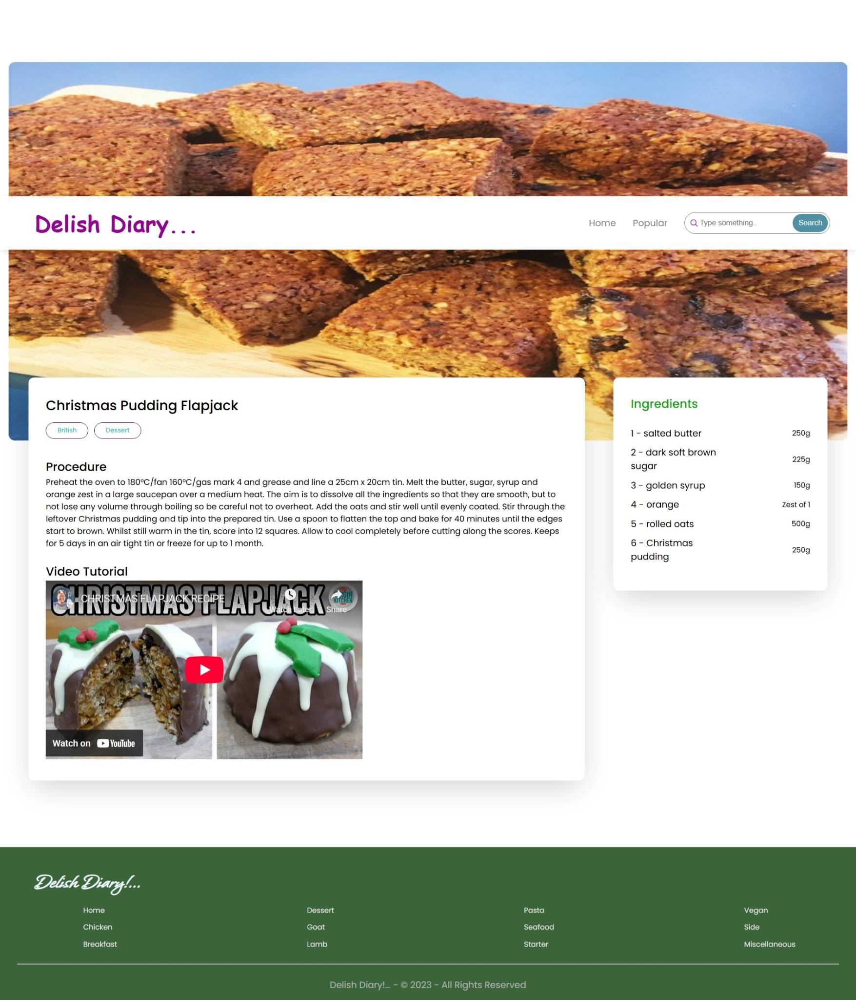 Delish Diary...
Home Popular Type something.. Search
Christmas Pudding Flapjack
British Dessert
Procedure
Preheat the oven to 180°C/fan 160°C/gas mark 4 and grease and line a 25cm x 20cm tin. Melt the butter, sugar, syrup and
orange zest in a large saucepan over a medium heat. The aim is to dissolve all the ingredients so that they are smooth, but to
not lose any volume through boiling so be careful not to overheat. Add the oats and stir well until evenly coated. Stir through the
leftover Christmas pudding and tip into the prepared tin. Use a spoon to flatten the top and bake for 40 minutes until the edges
start to brown. Whilst still warm in the tin, score into 12 squares. Allow to cool completely before cutting along the scores. Keeps
for 5 days in an air tight tin or freeze for up to 1 month.
Video Tutorial
CHRISTMAS FLAPJACK
CHRISTMAS FLAPJACK RECIPE
Watch Later Share
KITCHEN
Watch on YouTube
Ingredients
1 - salted butter 250g
2 - dark soft brown
sugar 225g
3 - golden syrup 150g
4 - orange Zest of 1
5 - rolled oats 500g
6 - Christmas
pudding 250g
Delish Diary!...
Home Dessert Pasta Vegan
Chicken Goat Seafood Side
Breakfast Lamb Starter Miscellaneous
Delish Diary!... - © 2023 - All Rights Reserved